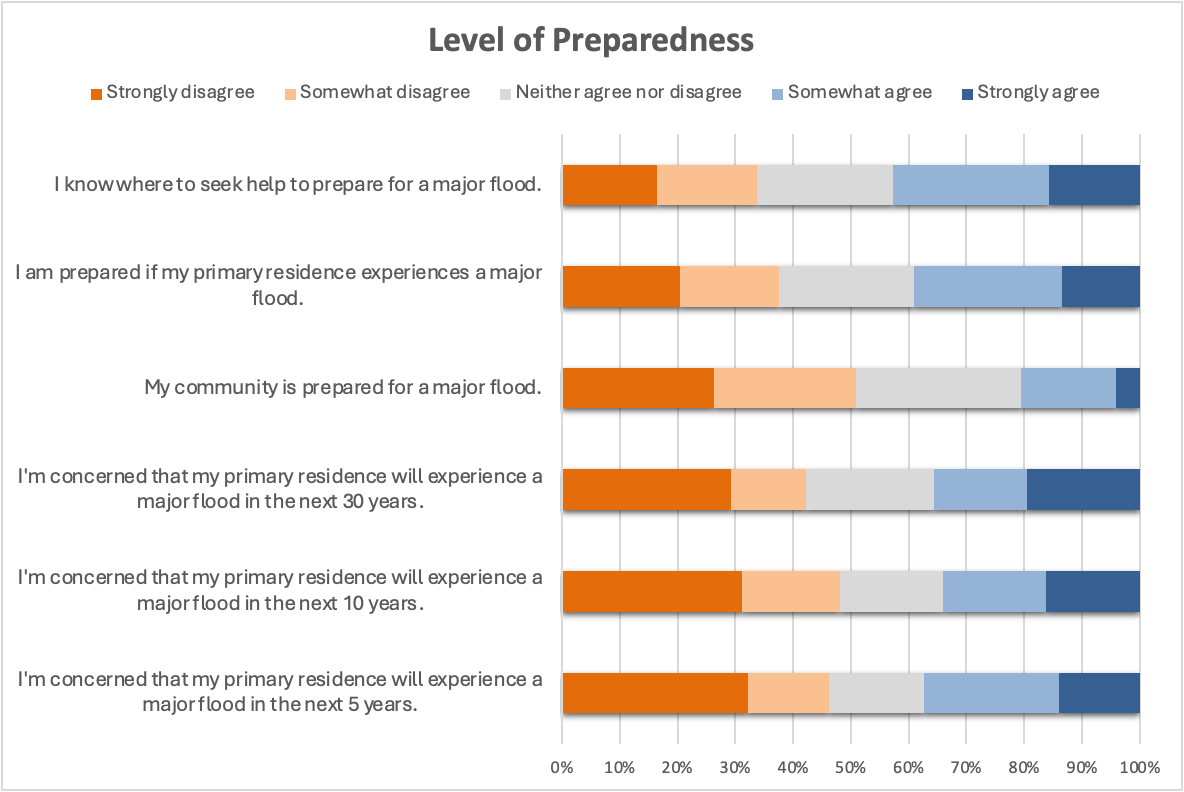 Level of Preparedness
Strongly disagree Somewhat disagree Neither agree nor disagree Somewhat agree Strongly agree
I know where to seek help to prepare for a major flood.
I am prepared if my primary residence experiences a major
flood.
My community is prepared for a major flood.
I'm concerned that my primary residence will experience a
major flood in the next 30 years.
I'm concerned that my primary residence will experience a
major flood in the next 10 years.
I'm concerned that my primary residence will experience a
major flood in the next 5 years.
0% 10% 20% 30% 40% 50% 60% 70% 80% 90% 100%